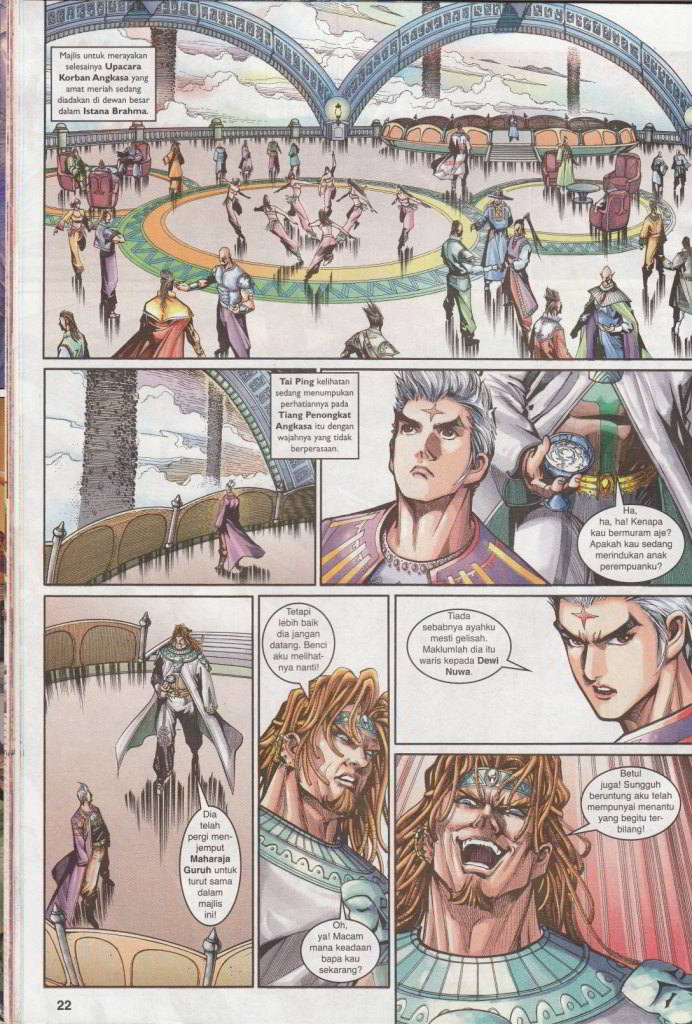 Majlis untuk merayakan
selesainya Upacara
Korban Angkasa yang
amat meriah sedang
diadakan di dewan besar
dalam Istana Brahma.
Tai Ping kelihatan
sedang menumpukan
perhatiannya pada
Tiang Penongkat
Angkasa itu dengan
wajahnya yang tidak
berperasaan.
Ha,
ha, ha! Kenapa
kau bermuram aje?
Apakah kau sedang
merindukan anak
perempuanku?
Dia
telah
pergi men-
jemput
Maharaja
Guruh untuk
turut sama
dalam
majlis
ini!
Tetapi
lebih baik
dia jangan
datang. Benci
aku melihat-
nya nanti!
Oh,
ya! Macam
mana keadaan
bapa kau
sekarang?
Tiada
sebabnya ayahku
mesti gelisah.
Maklumlah dia itu
waris kepada Dewi
Nuwa.
Betul
juga! Sungguh
beruntung aku telah
mempunyai menantu
yang begitu ter-
bilang!
22